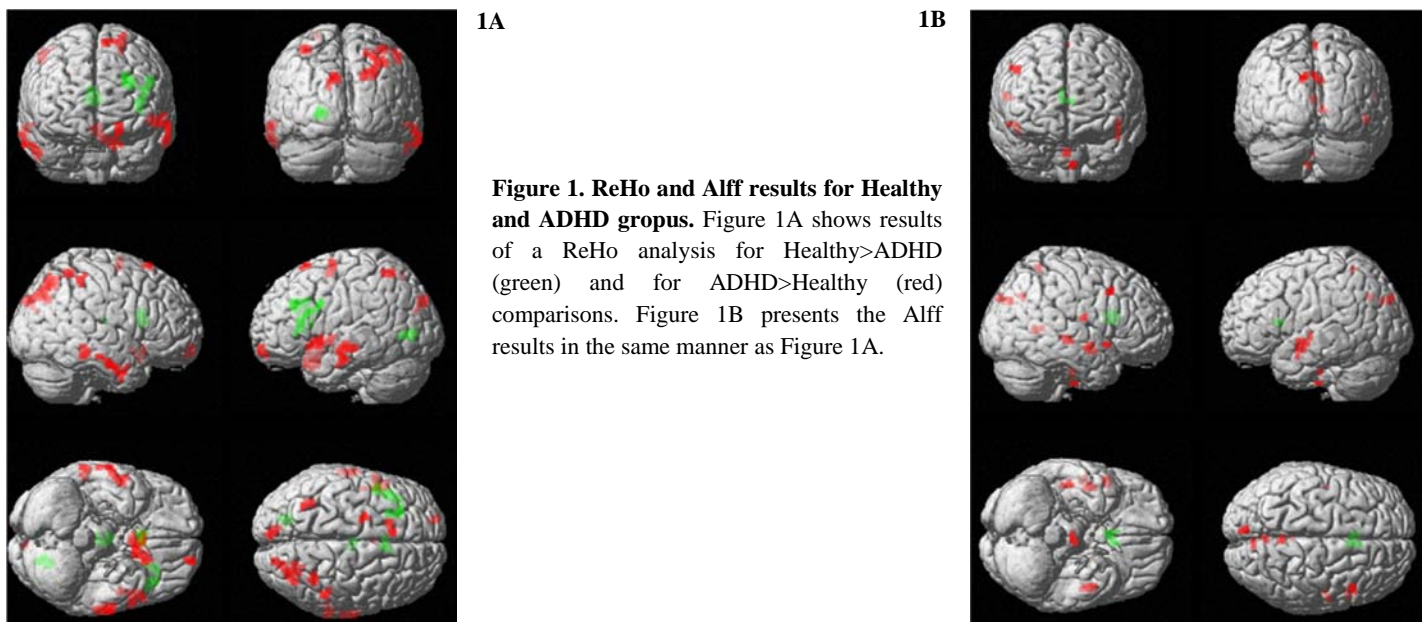 1A
1B
Figure 1. ReHo and Alff results for Healthy
and ADHD gropus. Figure 1A shows results
of a ReHo analysis for Healthy>ADHD
(green) and for ADHD>Healthy (red)
comparisons. Figure 1B presents the Alff
results in the same manner as Figure 1A.